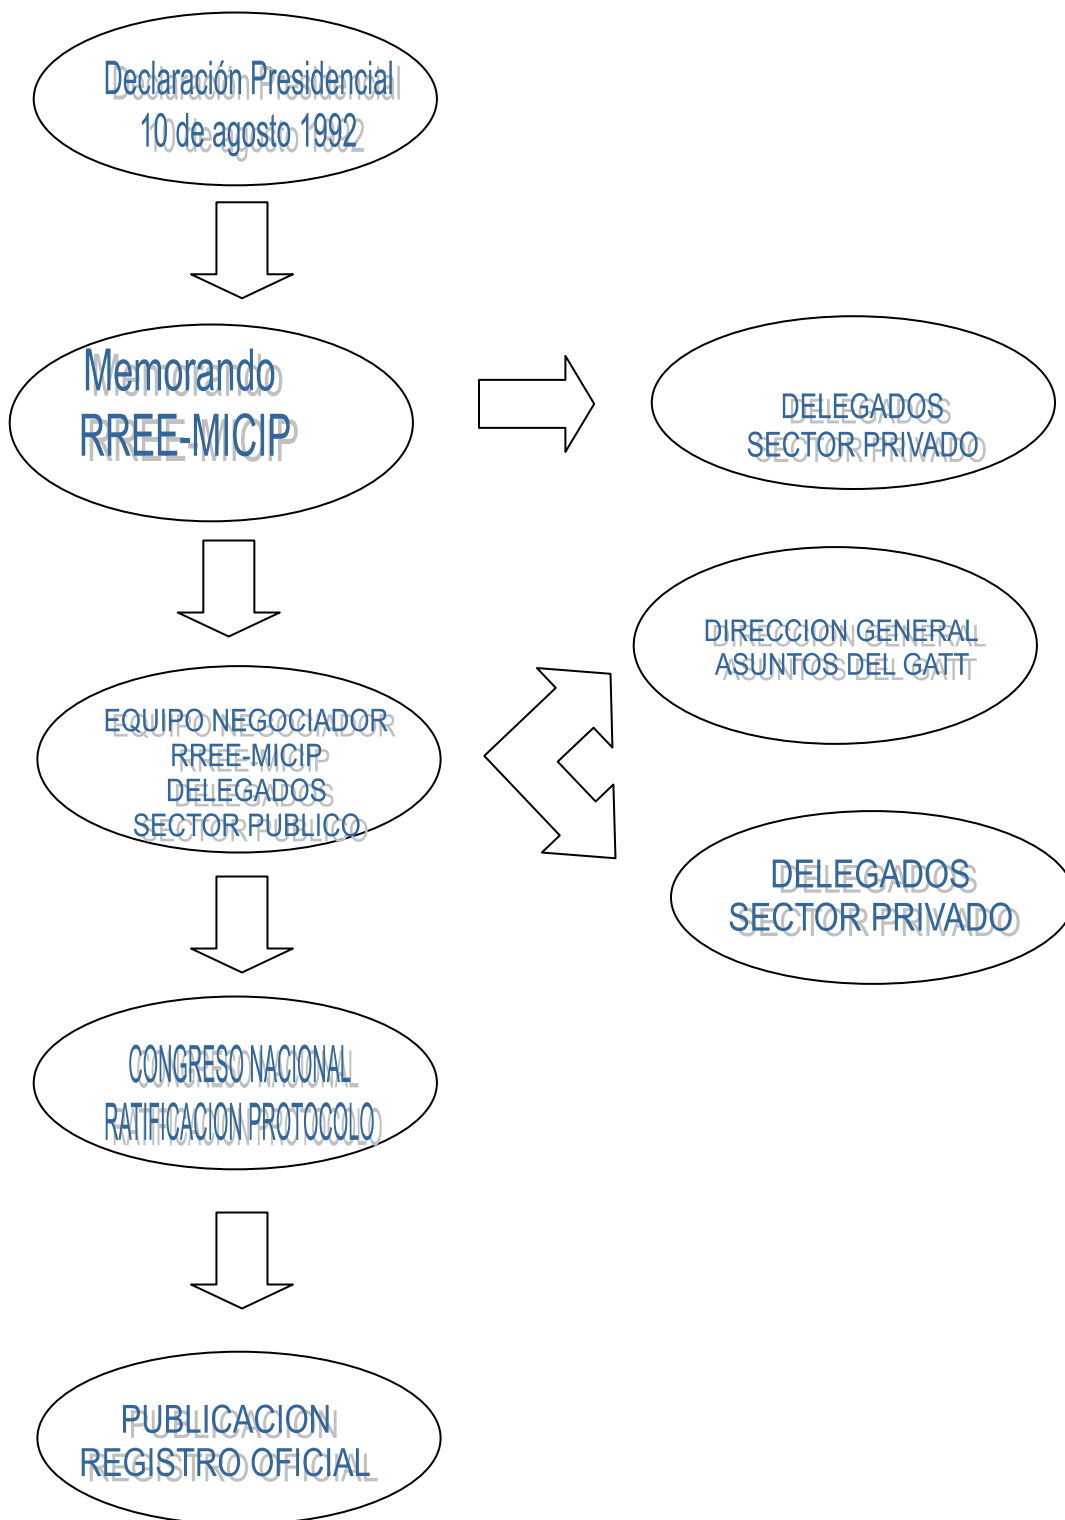 Declaración Presidencial
10 de agosto 1992
Memorando
RREE-MICIP
DELEGADOS
SECTOR PRIVADO
DIRECCION GENERAL
ASUNTOS DEL GATT
EQUIPO NEGOCIADOR
RREE-MICIP
DELEGADOS
SECTOR PUBLICO
DELEGADOS
SECTOR PRIVADO
CONGRESO NACIONAL
RATIFICACION PROTOCOLO
PUBLICACION
REGISTRO OFICIAL